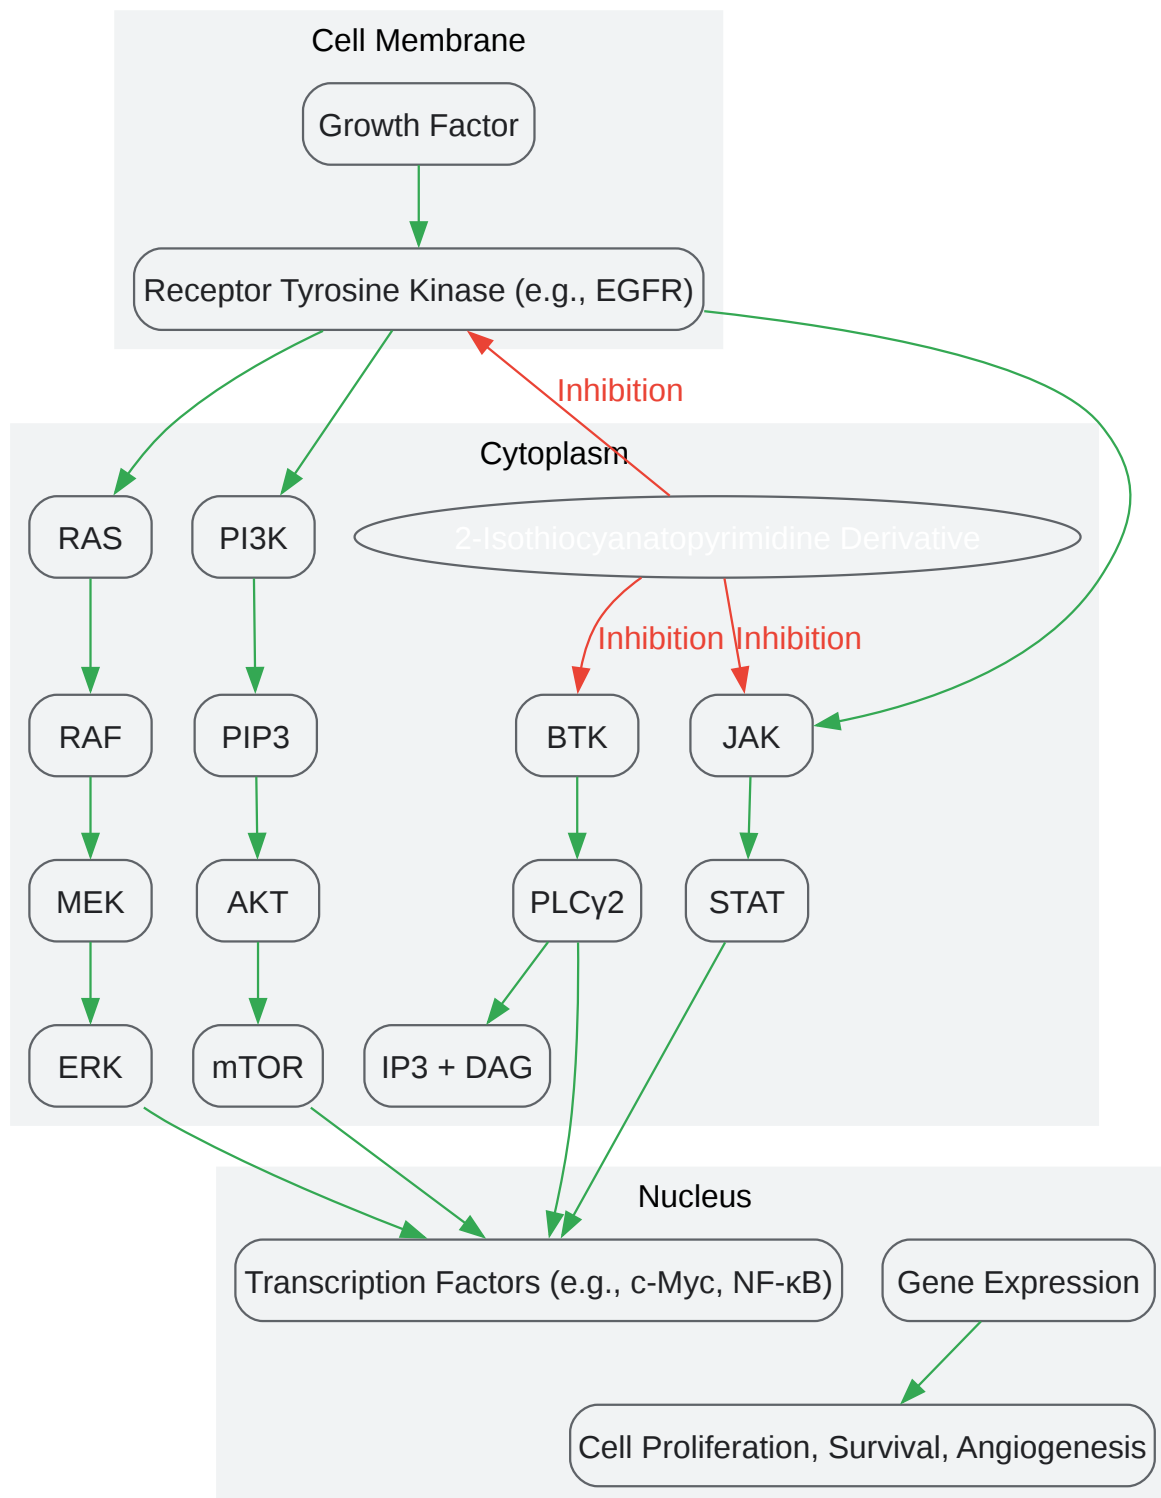 Cell Membrane
Growth Factor
Receptor Tyrosine Kinase (e.g., EGFR)
Inhibition
Cytoplasm
RAS
PI3K
2-Isothiocyanatopyrimidine Derivative
Inhibition
Inhibition
RAF
PIP3
BTK
JAK
MEK
AKT
PLCγ2
STAT
ERK
mTOR
IP3 + DAG
Nucleus
Transcription Factors (e.g., c-Myc, NF-κB)
Gene Expression
Cell Proliferation, Survival, Angiogenesis